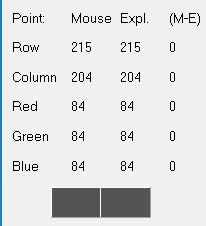 Point: Mouse Expl. (M-E)
Row 215 215 0
Column 204 204 0
Red 84 84 0
Green 84 84 0
Blue 84 84 0